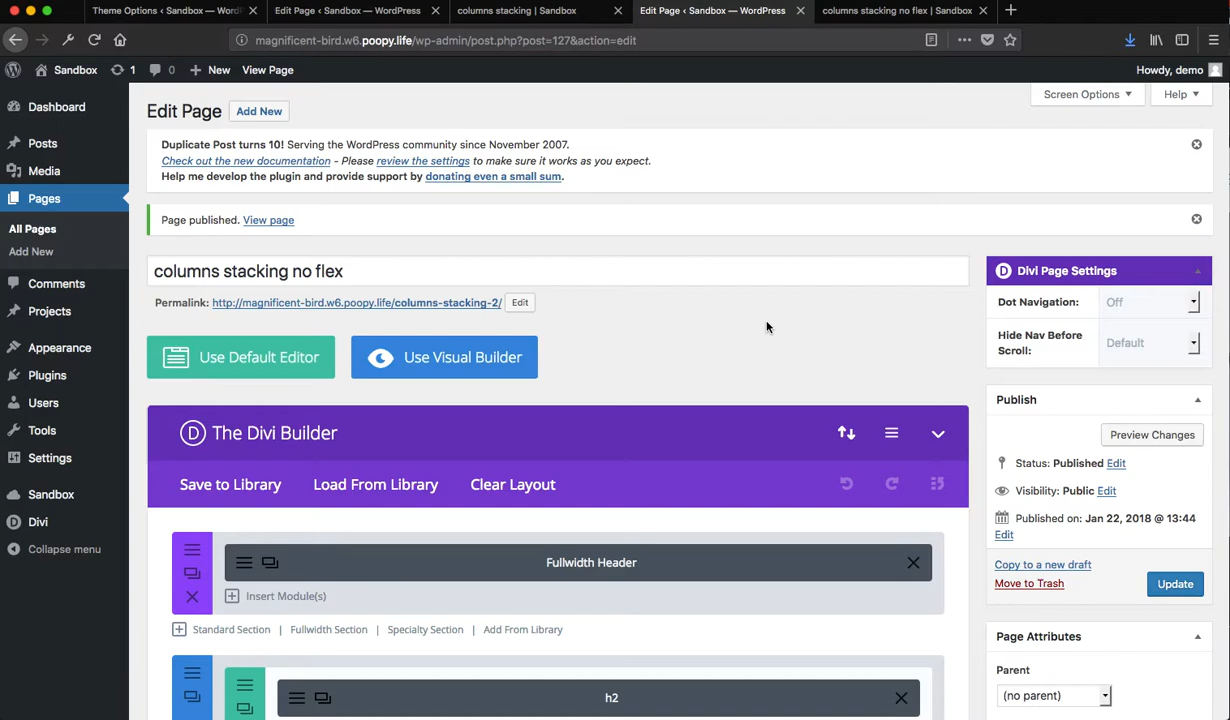 Theme Options ‹ Sandbox — Word
Edit Page ‹ Sandbox — WordPress
columns stacking | Sandbox
Edit Page ‹ Sandbox — WordPress
columns stacking no flex | Sandbox
magnificent-bird.w6.poopy.life/wp-admin/post.php?post=127&action=edit
Sandbox
1
0
New
View Page
Howdy, demo
Dashboard
Posts
Media
Pages
All Pages
Add New
Comments
Projects
Appearance
Plugins
Users
Tools
Settings
Sandbox
Divi
Collapse menu
Screen Options
Help
Edit Page
Add New
Duplicate Post turns 10! Serving the WordPress community since November 2007.
Check out the new documentation - Please review the settings to make sure it works as you expect.
Help me develop the plugin and provide support by donating even a small sum.
Page published. View page
columns stacking no flex
Permalink: http://magnificent-bird.w6.poopy.life/columns-stacking-2/ Edit
Use Default Editor
Use Visual Builder
D The Divi Builder
Save to Library
Load From Library
Clear Layout
Fullwidth Header
Insert Module(s)
Standard Section | Fullwidth Section | Specialty Section | Add From Library
h2
D Divi Page Settings
Dot Navigation: Off
Hide Nav Before
Scroll:
Default
Publish
Preview Changes
Status: Published Edit
Visibility: Public Edit
Published on: Jan 22, 2018 @ 13:44
Edit
Copy to a new draft
Move to Trash
Update
Page Attributes
Parent
(no parent)